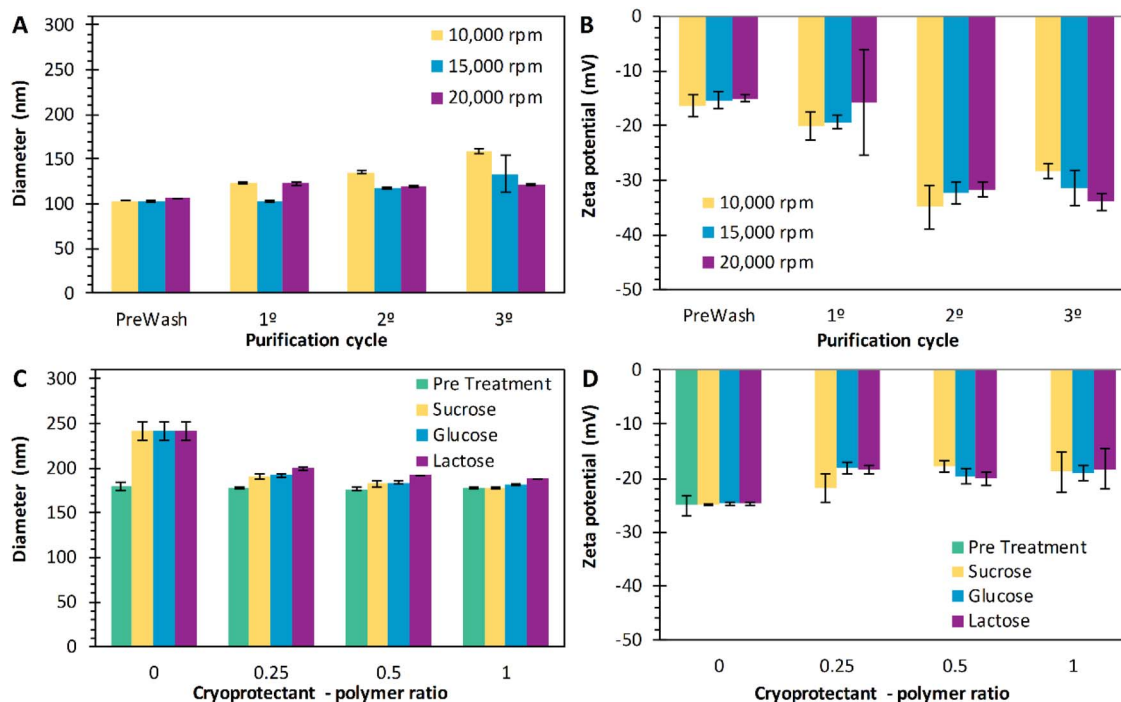 A
Diameter (nm)
300
250
200
150
100
50
0
10,000 rpm
15,000 rpm
20,000 rpm
PreWash 1º 2º 3º
Purification cycle
B
Zeta potential (mV)
0
-10
-20
-30
-40
-50
10,000 rpm
15,000 rpm
20,000 rpm
PreWash 1º 2º 3º
Purification cycle
C
Diameter (nm)
300
250
200
150
100
50
0
Pre Treatment
Sucrose
Glucose
Lactose
0 0.25 0.5 1
Cryoprotectant - polymer ratio
D
Zeta potential (mV)
0
-10
-20
-30
-40
-50
Pre Treatment
Sucrose
Glucose
Lactose
0 0.25 0.5 1
Cryoprotectant - polymer ratio